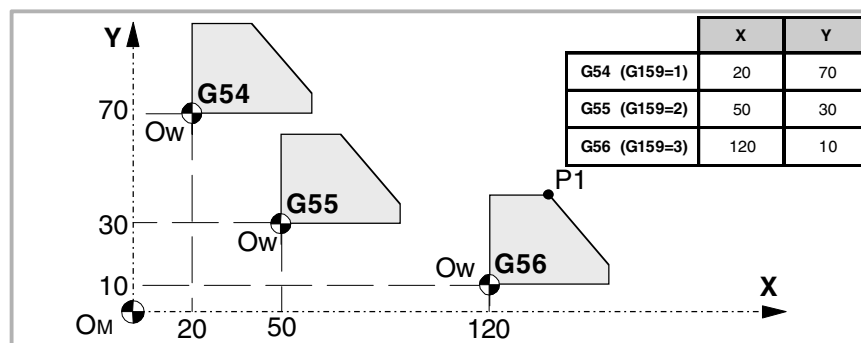 Y
X Y
G54 (G159=1) 20 70
G55 (G159=2) 50 30
G56 (G159=3) 120 10
G54
70
OW
P1
G55
30
OW
G56
OW
10
X
OM
20 50 120